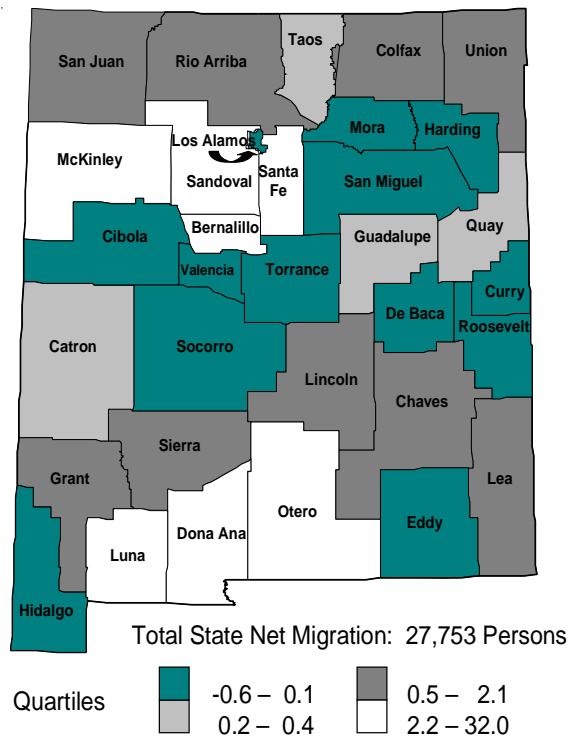 Taos
Colfax
Union
San Juan
Rio Arriba
Mora
Harding
Los Alamos
McKinley
Santa
Fe
Sandoval
San Miguel
Bernalillo
Guadalupe
Quay
Cibola
Valencia
Torrance
Curry
De Baca
Roosevelt
Catron
Socorro
Lincoln
Chaves
Sierra
Grant
Lea
Otero
Eddy
Dona Ana
Luna
Hidalgo
Total State Net Migration: 27,753 Persons
Quartiles
-0.6 – 0.1
0.5 – 2.1
0.2 – 0.4
2.2 – 32.0